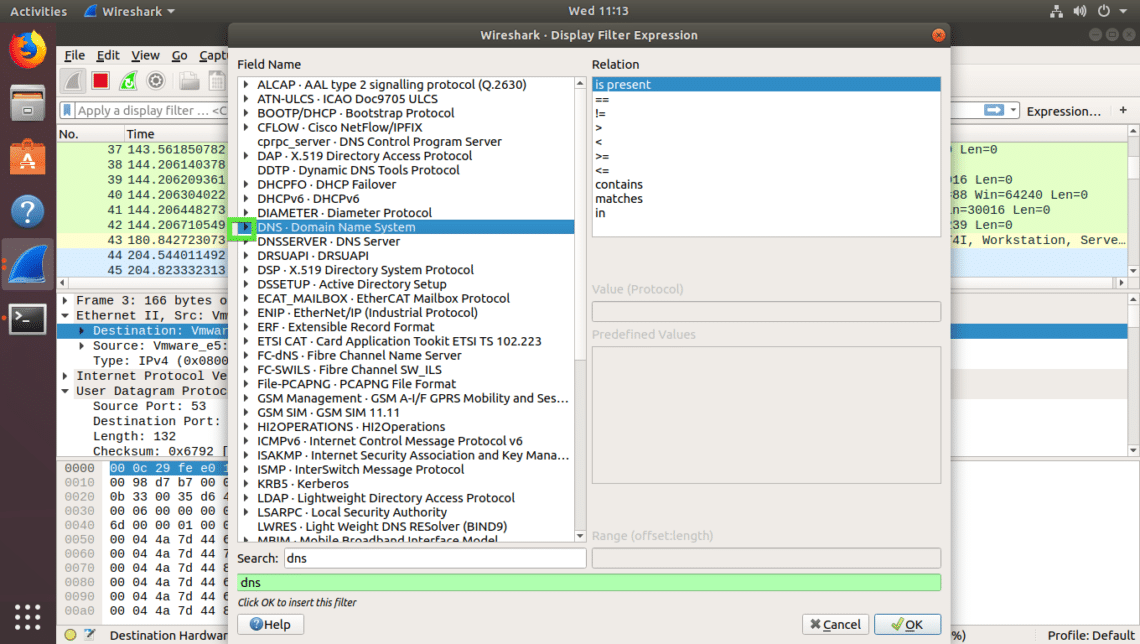 Activities
Wireshark
Wed 11:13
Wireshark · Display Filter Expression
File Edit View Go Capt
Apply a display filter … <C
Expression…
+
No.
Time
37 143.561850782
38 144.206140378
39 144.206209361
40 144.206304022
41 144.206448273
42 144.206710549
43 180.842723073
44 204.544011492
45 204.823332313
Len=0
16 Len=0
88 Win=64240 Len=0
in=30016 Len=0
239 Len=0
Workstation, Serve…
Frame 3: 166 bytes o
Ethernet II, Src: Vm
Destination: Vmwar
Source: Vmware_e5:
Type: IPv4 (0x0800
Internet Protocol Ve
User Datagram Protoc
Source Port: 53
Destination Port:
Length: 132
Checksum: 0x6792 [
0000 00 0c 29 fe e0
0010 00 98 d7 b7 00
0020 0b 33 00 35 d6 4
0030 00 06 00 00 00
0040 6d 00 00 01 00
0050 00 04 4a 7d 44
0060 00 04 4a 7d 44
0070 00 04 4a 7d 44
0080 00 04 4a 7d 44
0090 00 04 4a 7d 44
00a0 00 04 4a 7d 44
Destination Hardwar
%)
Profile: Default
Field Name
ALCAP · AAL type 2 signalling protocol (Q.2630)
ATN-ULCS · ICAO Doc9705 ULCS
BOOTP/DHCP · Bootstrap Protocol
CFLOW · Cisco NetFlow/IPFIX
cprpc_server · DNS Control Program Server
DAP · X.519 Directory Access Protocol
DDTP · Dynamic DNS Tools Protocol
DHCPFO · DHCP Failover
DHCPv6 · DHCPv6
DIAMETER · Diameter Protocol
DNS · Domain Name System
DNSSERVER · DNS Server
DRSUAPI · DRSUAPI
DSP · X.519 Directory System Protocol
DSSETUP · Active Directory Setup
ECAT_MAILBOX · EtherCAT Mailbox Protocol
ENIP · EtherNet/IP (Industrial Protocol)
ERF · Extensible Record Format
ETSI CAT · Card Application Tookit ETSI TS 102.223
FC-dNS · Fibre Channel Name Server
FC-SWILS · Fibre Channel SW_ILS
File-PCAPNG · PCAPNG File Format
GSM Management · GSM A-I/F GPRS Mobility and Ses…
GSM SIM · GSM SIM 11.11
HI2OPERATIONS · HI2Operations
ICMPv6 · Internet Control Message Protocol v6
ISAKMP · Internet Security Association and Key Mana…
ISMP · InterSwitch Message Protocol
KRB5 · Kerberos
LDAP · Lightweight Directory Access Protocol
LSARPC · Local Security Authority
LWRES · Light Weight DNS RESolver (BIND9)
MBIM · Mobile Broadband Interface Model
Search: dns
dns
Click OK to insert this filter
Help
Relation
is present
==
!=
>
<
>=
<=
contains
matches
in
Value (Protocol)
Predefined Values
Range (offset:length)
Cancel
OK